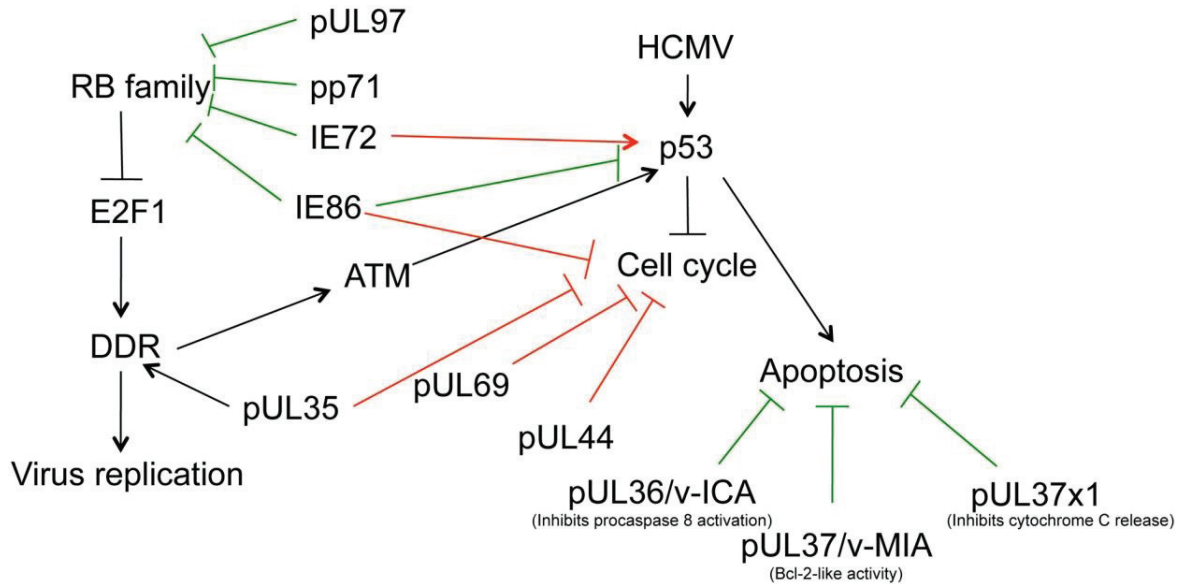 pUL97
HCMV
RB family
pp71
IE72
p53
E2F1
IE86
ATM
Cell cycle
DDR
pUL69
Apoptosis
pUL35
pUL44
Virus replication
pUL36/v-ICA
(Inhibits procaspase 8 activation)
pUL37x1
(Inhibits cytochrome C release)
pUL37/v-MIA
(Bcl-2-like activity)